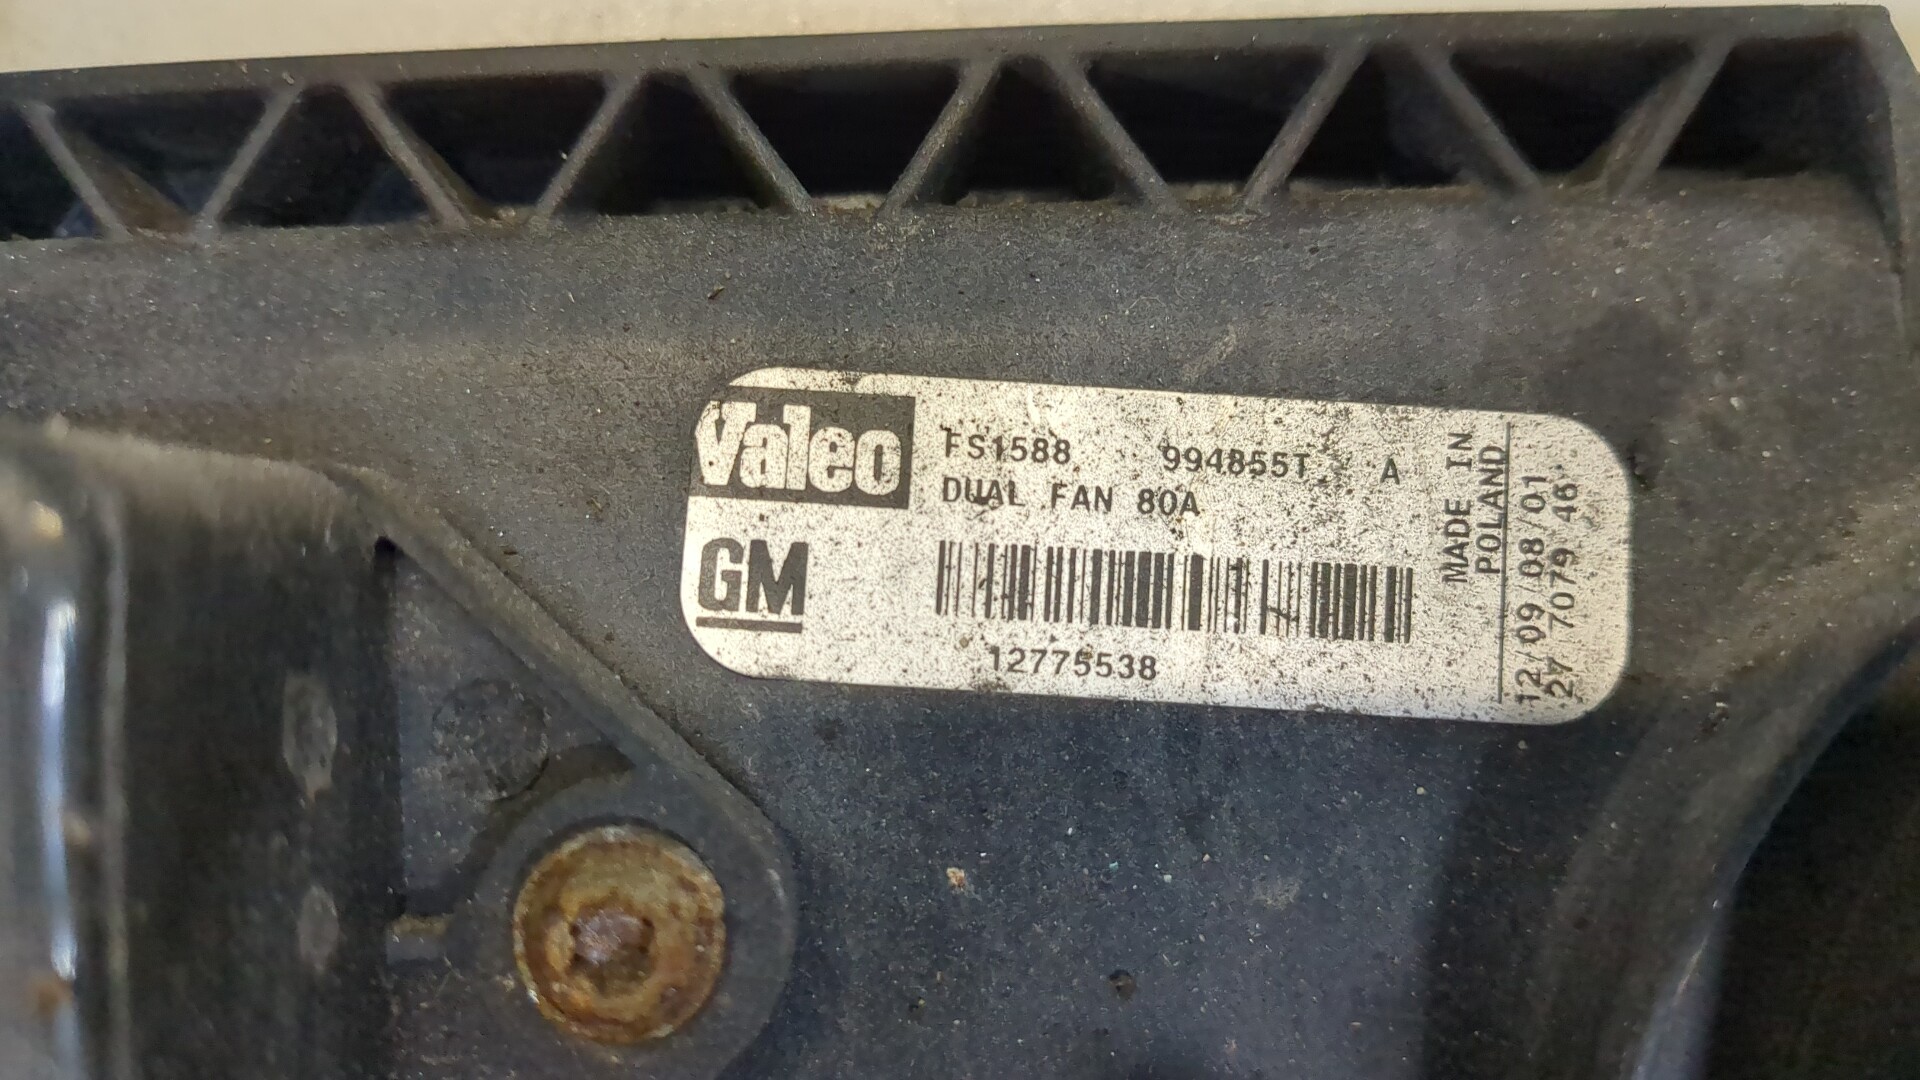 Valeo
FS1588 994855T A
DUAL FAN 80A
GM
12775538
MADE IN
POLAND
12/09/08/01
27 7079 46